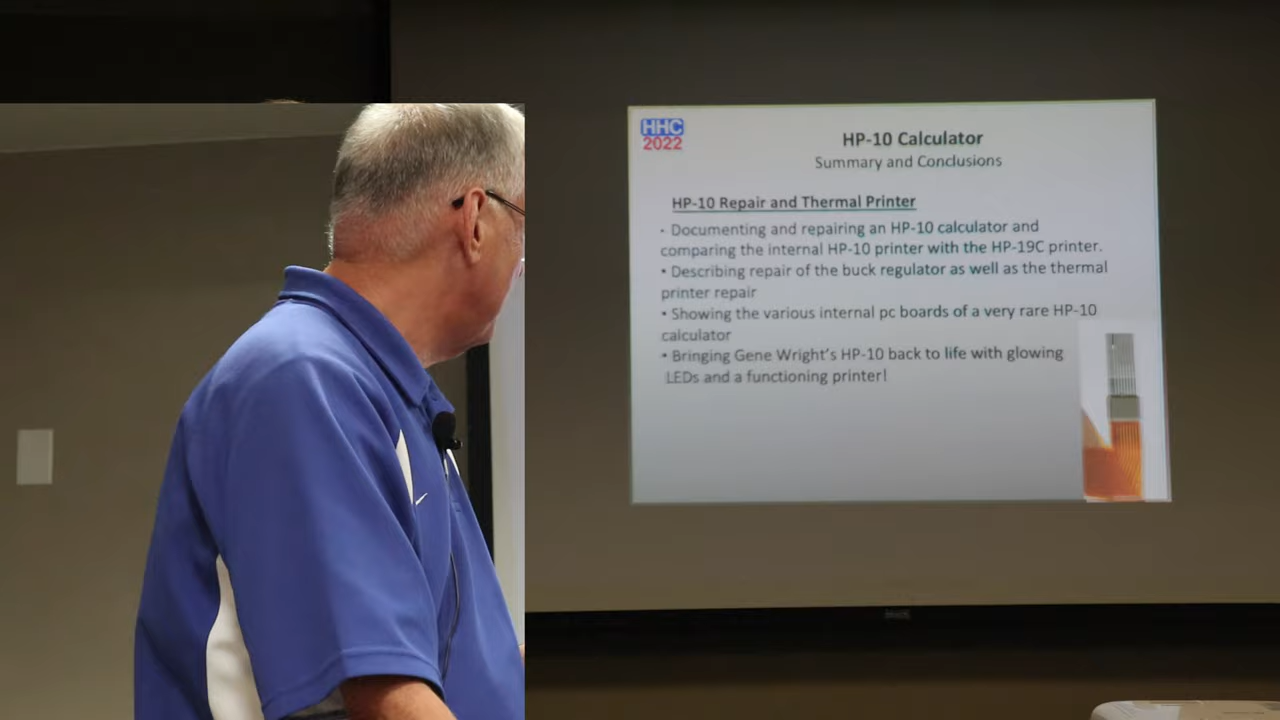 HHC
2022
HP-10 Calculator
Summary and Conclusions
HP-10 Repair and Thermal Printer
• Documenting and repairing an HP-10 calculator and
comparing the internal HP-10 printer with the HP-19C printer.
• Describing repair of the buck regulator as well as the thermal
printer repair
• Showing the various internal pc boards of a very rare HP-10
calculator
• Bringing Gene Wright's HP-10 back to life with glowing
LEDs and a functioning printer!